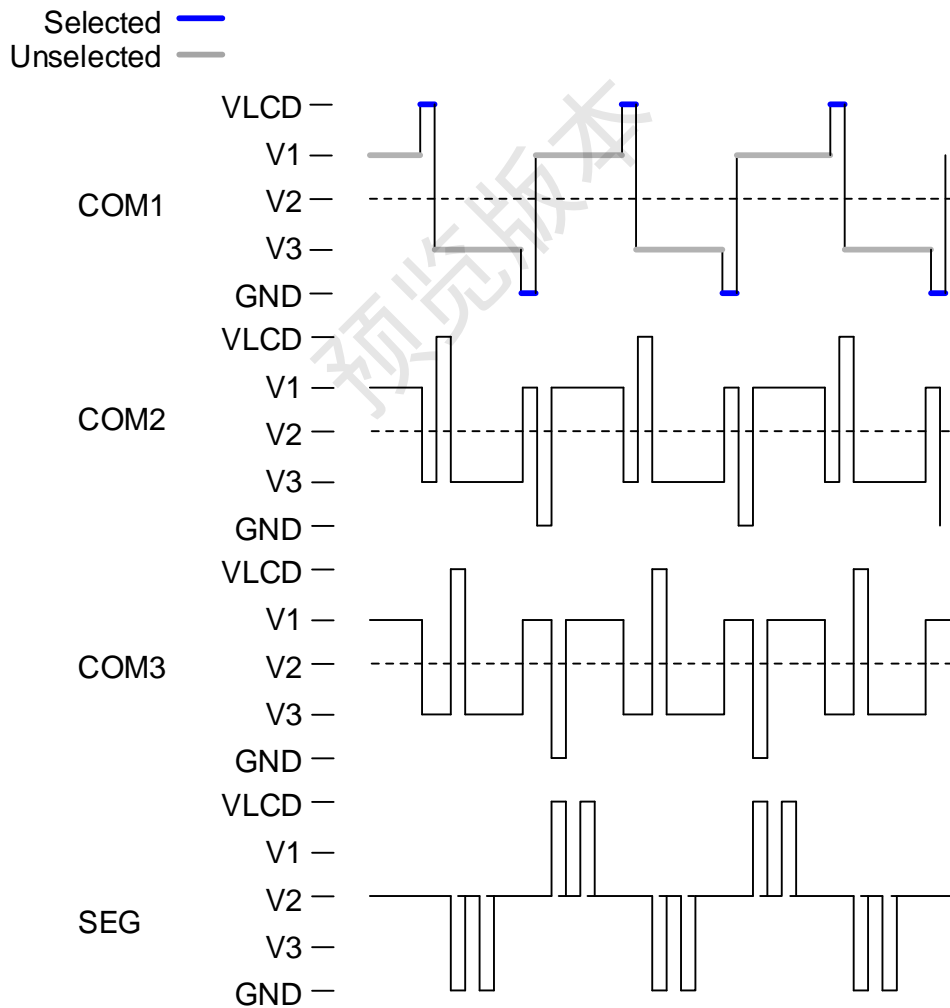 Selected
Unselected
VLCD
V1
COM1
V2
V3
GND
VLCD
V1
COM2
V2
V3
GND
VLCD
V1
COM3
V2
V3
GND
VLCD
V1
V2
SEG
V3
GND
预览版本